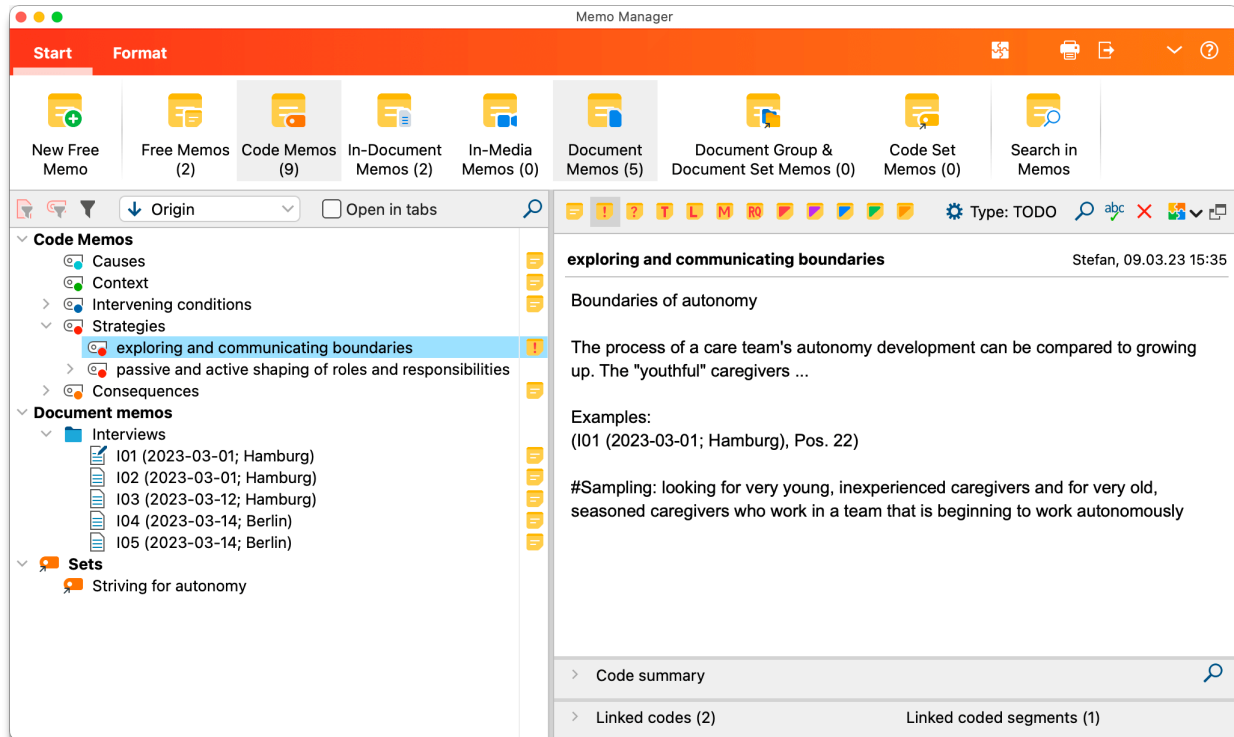 Memo Manager
Start Format
New Free Memo
Free Memos (2)
Code Memos (9)
In-Document Memos (2)
In-Media Memos (0)
Document Memos (5)
Document Group & Document Set Memos (0)
Code Set Memos (0)
Search in Memos
Origin Open in tabs
Code Memos
Causes
Context
Intervening conditions
Strategies
exploring and communicating boundaries
passive and active shaping of roles and responsibilities
Consequences
Document memos
Interviews
I01 (2023-03-01; Hamburg)
I02 (2023-03-01; Hamburg)
I03 (2023-03-12; Hamburg)
I04 (2023-03-14; Berlin)
I05 (2023-03-14; Berlin)
Sets
Striving for autonomy
! ? T L M RQ Type: TODO abc
exploring and communicating boundaries Stefan, 09.03.23 15:35
Boundaries of autonomy
The process of a care team's autonomy development can be compared to growing
up. The "youthful" caregivers ...
Examples:
(I01 (2023-03-01; Hamburg), Pos. 22)
#Sampling: looking for very young, inexperienced caregivers and for very old,
seasoned caregivers who work in a team that is beginning to work autonomously
Code summary
Linked codes (2) Linked coded segments (1)